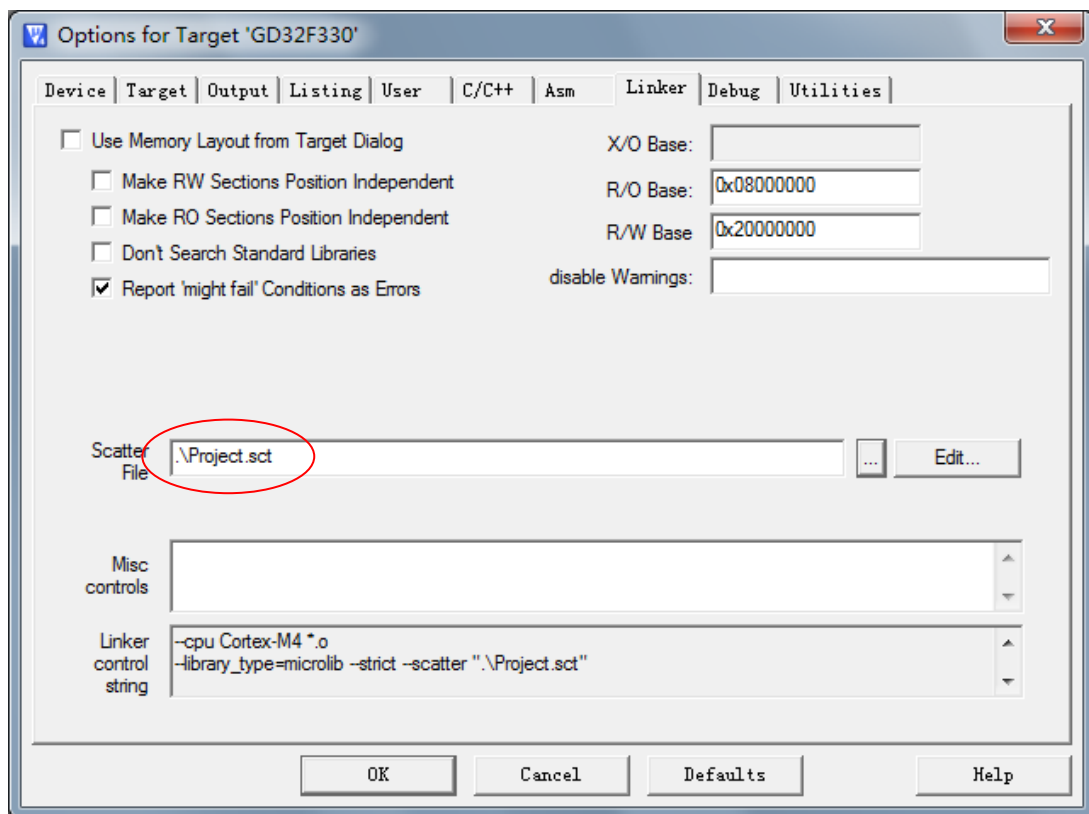 Options for Target 'GD32F330'
Device Target Output Listing User C/C++ Asm Linker Debug Utilities
Use Memory Layout from Target Dialog
Make RW Sections Position Independent
Make RO Sections Position Independent
Don't Search Standard Libraries
Report 'might fail' Conditions as Errors
X/O Base:
R/O Base: 0x08000000
R/W Base 0x20000000
disable Warnings:
Scatter
File
.\Project.sct
... Edit...
Misc
controls
Linker
control
string
--cpu Cortex-M4 *.o
--library_type=microlib --strict --scatter ".\Project.sct"
OK Cancel Defaults Help